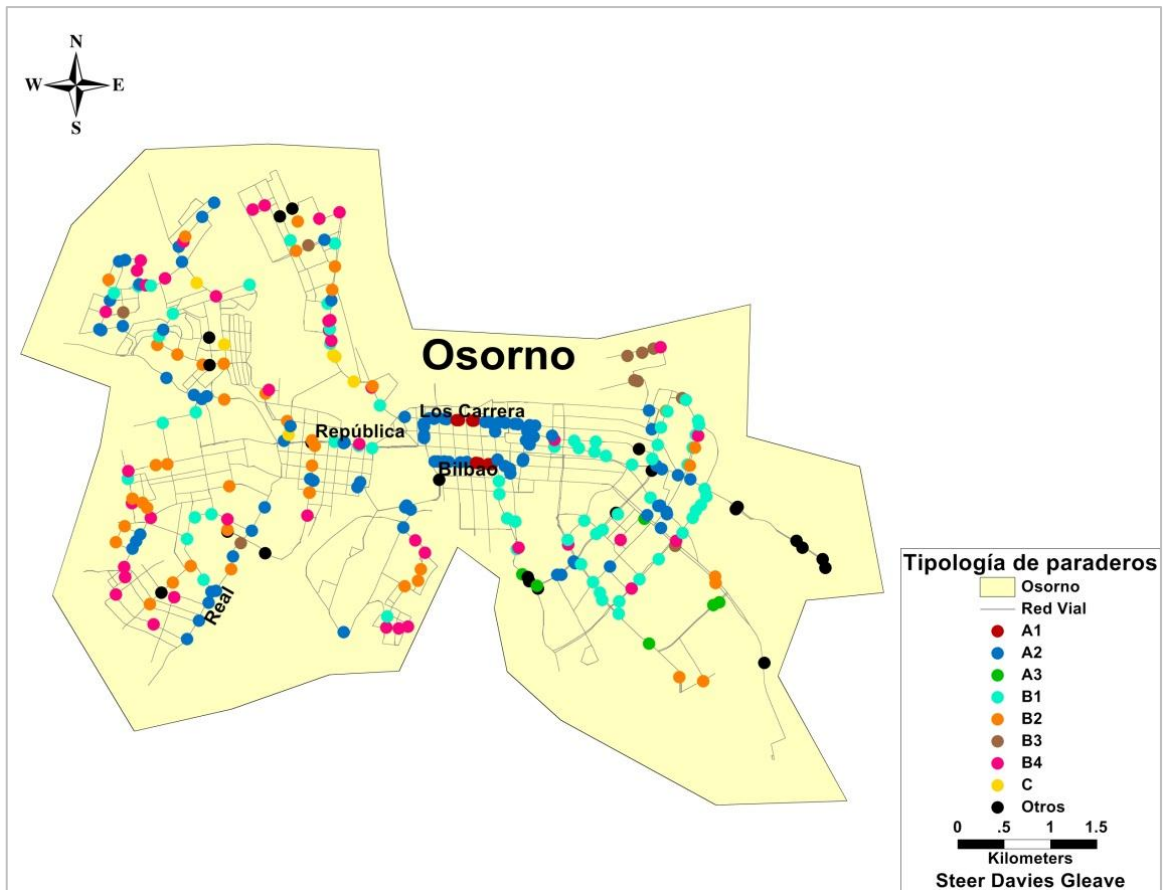 N
W E
S
Osorno
Los Carrera
República
Bilbao
Real
Tipología de paraderos
Osorno
Red Vial
A1
A2
A3
B1
B2
B3
B4
C
Otros
0 .5 1 1.5
Kilometers
Steer Davies Gleave